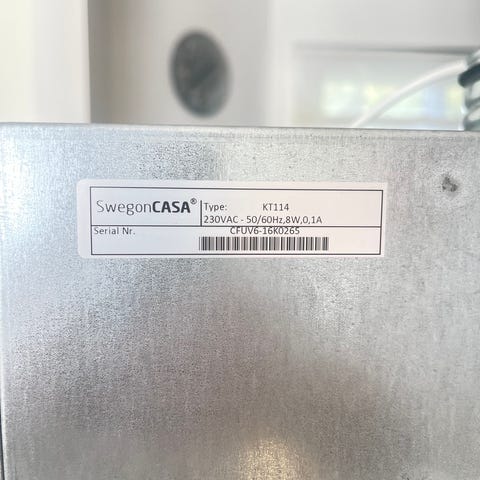 SwegonCASA®
Type: KT114
230VAC - 50/60Hz,8W,0,1A
Serial Nr. CFUV6-16K0265